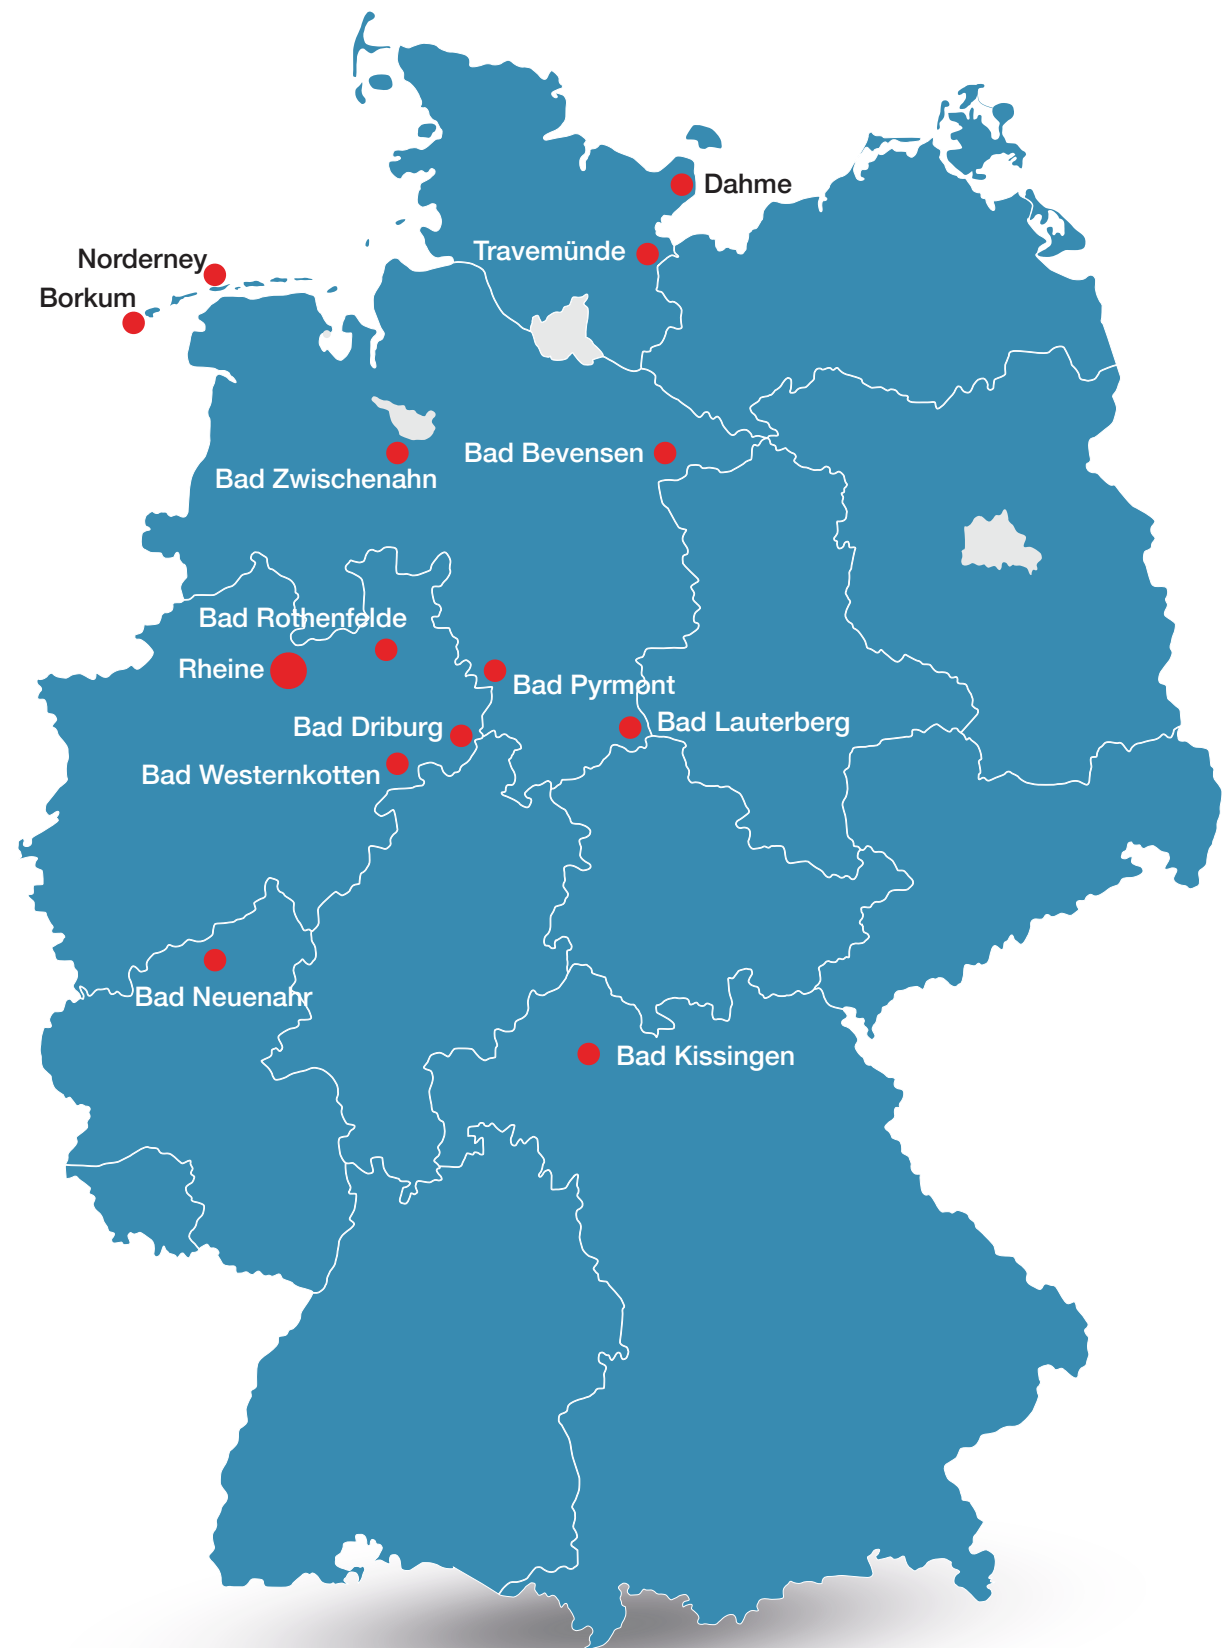 Dahme
Travemünde
Norderney
Borkum
Bad Bevensen
Bad Zwischenahn
Bad Rothenfelde
Rheine
Bad Pyrmont
Bad Driburg
Bad Lauterberg
Bad Westernkotten
Bad Neuenahr
Bad Kissingen